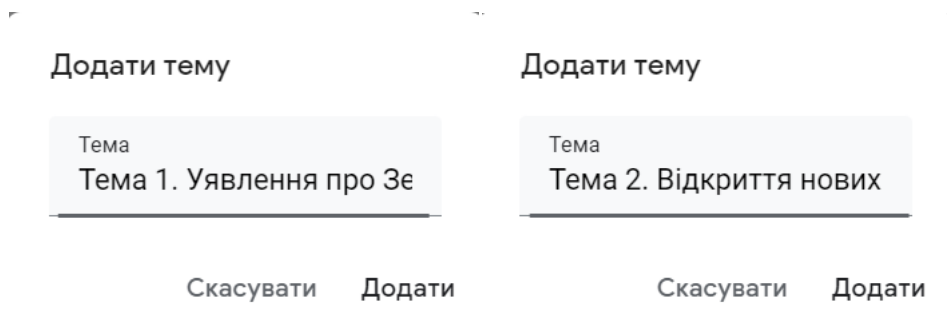 Додати тему
Тема
Тема 1. Уявлення про Зе
Скасувати Додати
Додати тему
Тема
Тема 2. Відкриття нових
Скасувати Додати